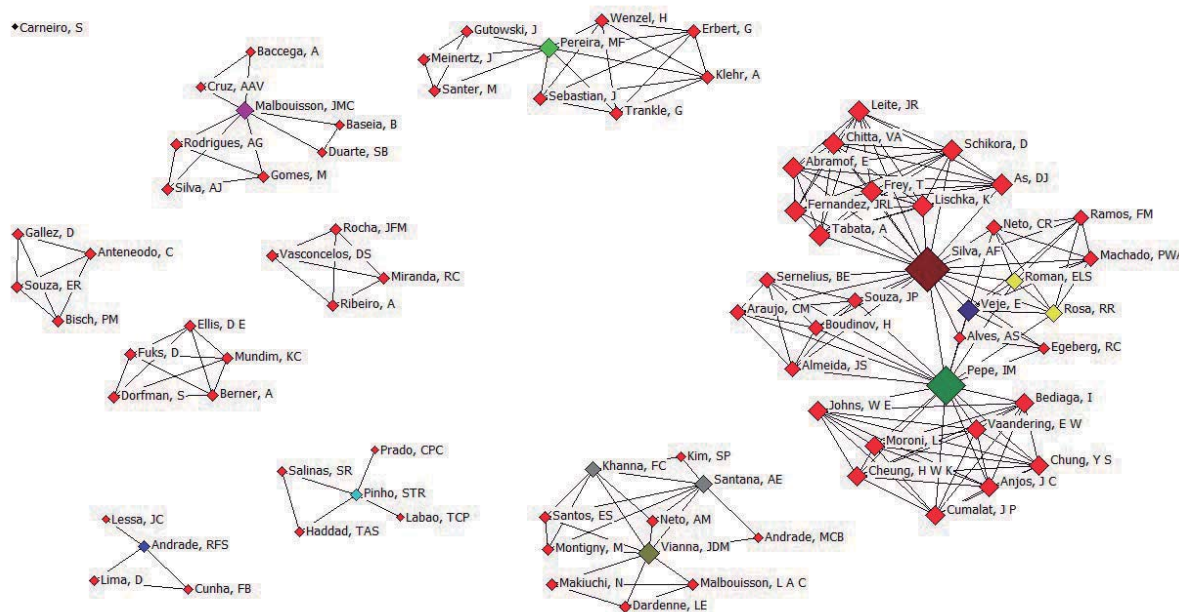 Carneiro, S
Baccega, A
Cruz, AAV
Malbouisson, JMC
Baseia, B
Rodrigues, AG
Duarte, SB
Silva, AJ
Gomes, M
Gutowski, J
Wenzel, H
Pereira, MF
Erbert, G
Meinertz, J
Klehr, A
Santer, M
Sebastian, J
Trankle, G
Leite, JR
Chitta, VA
Schikora, D
Abramof, E
Frey, T
As, DJ
Fernandez, JRL
Lischka, K
Tabata, A
Neto, CR
Ramos, FM
Silva, AF
Machado, PWA
Sernelius, BE
Roman, ELS
Souza, JP
Veje, E
Rosa, RR
Araujo, CM
Boudinov, H
Alves, AS
Egeberg, RC
Almeida, JS
Pepe, IM
Johns, W E
Bediaga, I
Vaandering, E W
Moroni, L
Chung, Y S
Cheung, H W K
Anjos, J C
Cumalat, J P
Gallez, D
Anteneodo, C
Souza, ER
Bisch, PM
Rocha, JFM
Vasconcelos, DS
Miranda, RC
Ribeiro, A
Ellis, D E
Fuks, D
Mundim, KC
Dorfman, S
Berner, A
Prado, CPC
Salinas, SR
Pinho, STR
Labao, TCP
Haddad, TAS
Lessa, JC
Andrade, RFS
Lima, D
Cunha, FB
Kim, SP
Khanna, FC
Santana, AE
Santos, ES
Neto, AM
Andrade, MCB
Montigny, M
Vianna, JDM
Makiuchi, N
Malbouisson, L A C
Dardenne, LE